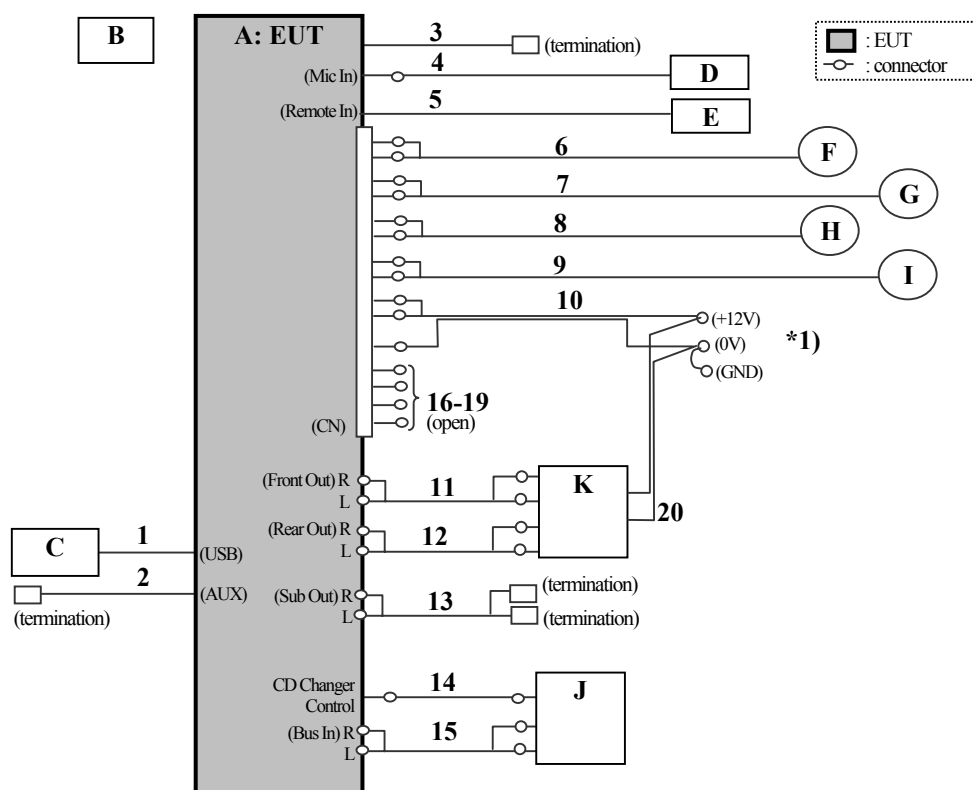 B
A: EUT
3
(termination)
: EUT
: connector
(Mic In)
4
D
(Remote In)
5
E
6
F
7
G
8
H
9
I
10
(+12V)
(0V)
*1)
(GND)
16-19
(open)
(CN)
(Front Out) R
L
11
K
(Rear Out) R
L
12
20
C
1
(USB)
2
(AUX)
(termination)
(Sub Out) R
L
13
(termination)
(termination)
CD Changer
Control
14
J
(Bus In) R
L
15